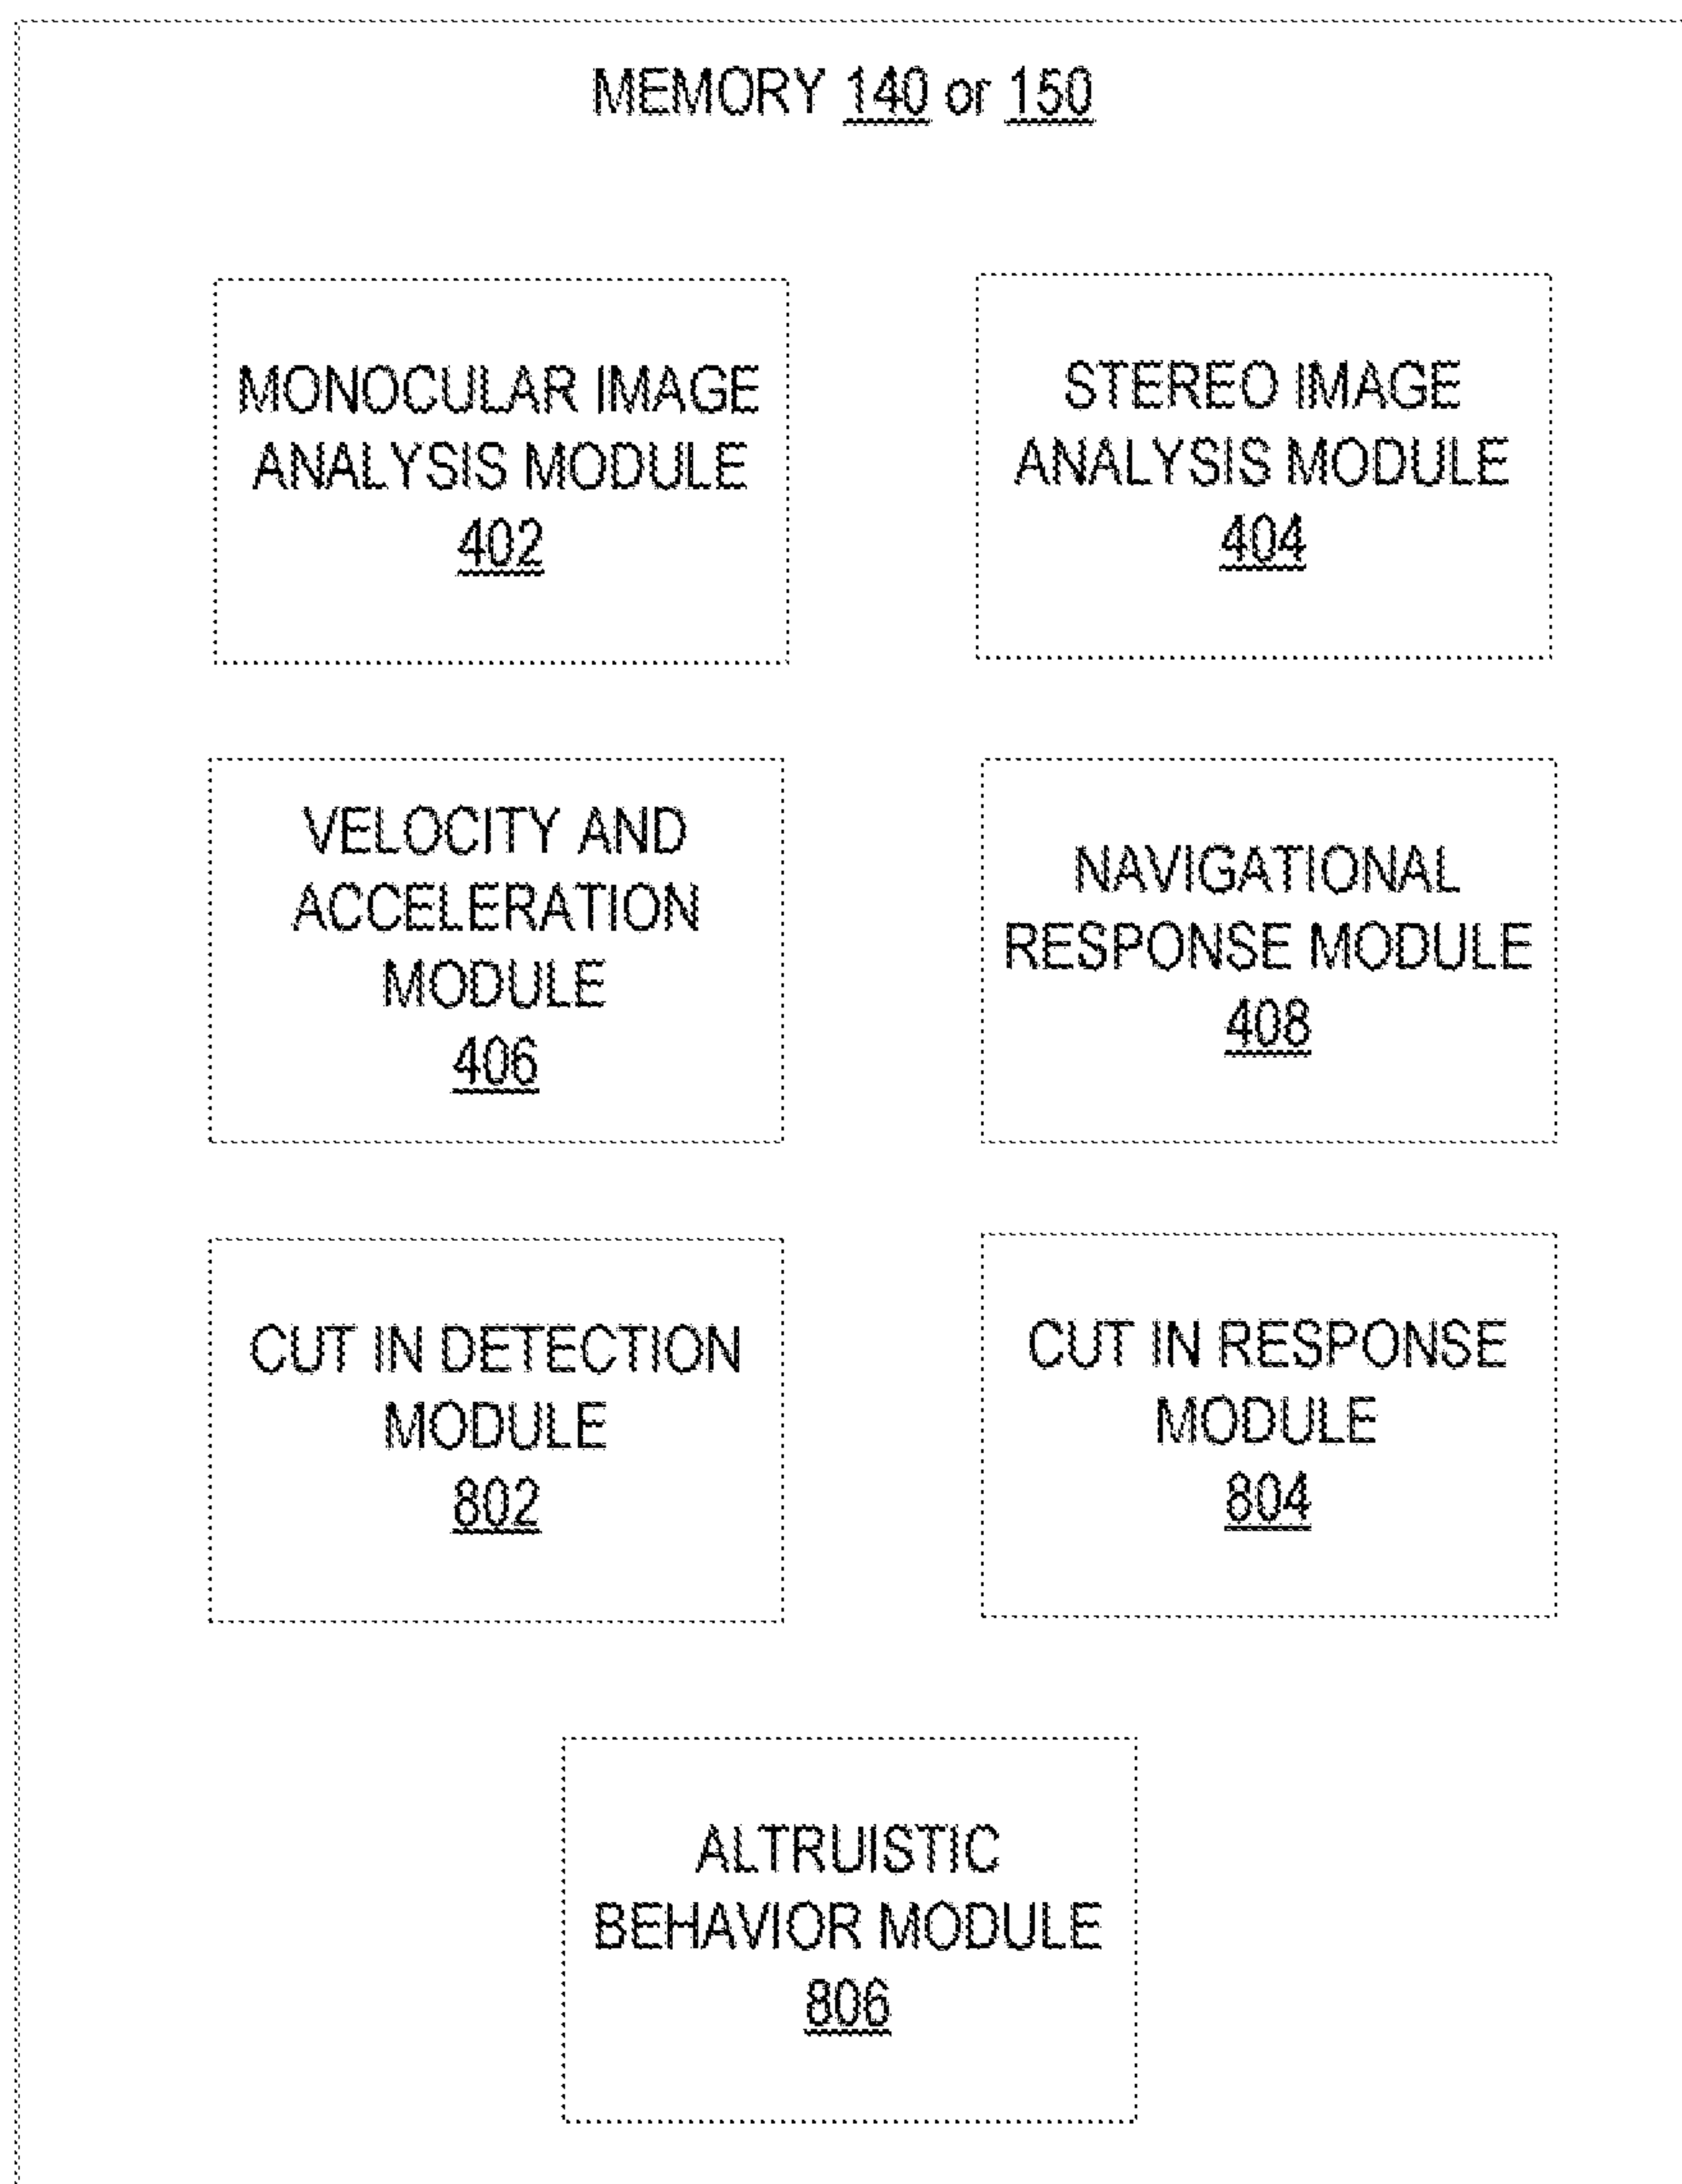 MEMORY 140 or 150
MONOCULAR IMAGE
ANALYSIS MODULE
402
STEREO IMAGE
ANALYSIS MODULE
404
VELOCITY AND
ACCELERATION
MODULE
406
NAVIGATIONAL
RESPONSE MODULE
408
CUT IN DETECTION
MODULE
802
CUT IN RESPONSE
MODULE
804
ALTRUISTIC
BEHAVIOR MODULE
806